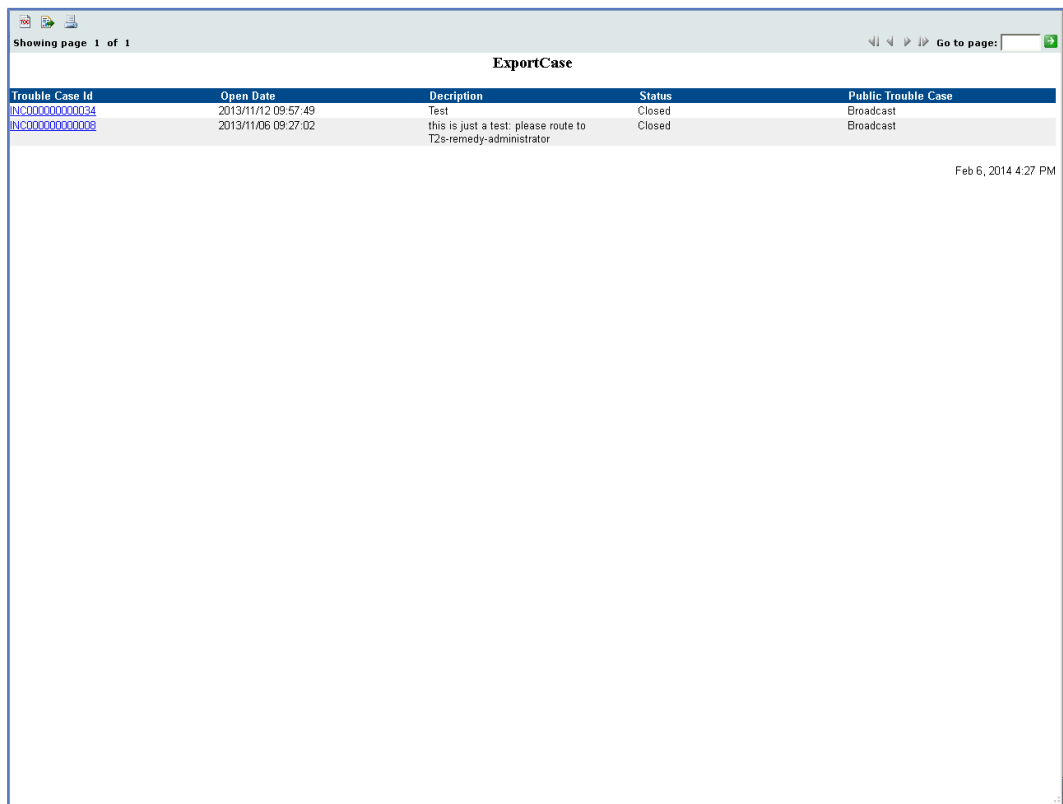 TOC
Showing page 1 of 1 Go to page:
ExportCase
Trouble Case Id Open Date Decription Status Public Trouble Case
INC000000000034 2013/11/12 09:57:49 Test Closed Broadcast
INC000000000008 2013/11/06 09:27:02 this is just a test: please route to Closed Broadcast
T2s-remedy-administrator
Feb 6, 2014 4:27 PM